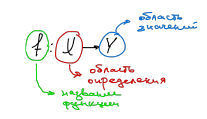 область
значений
f : X → Y
область
определения
название
функции